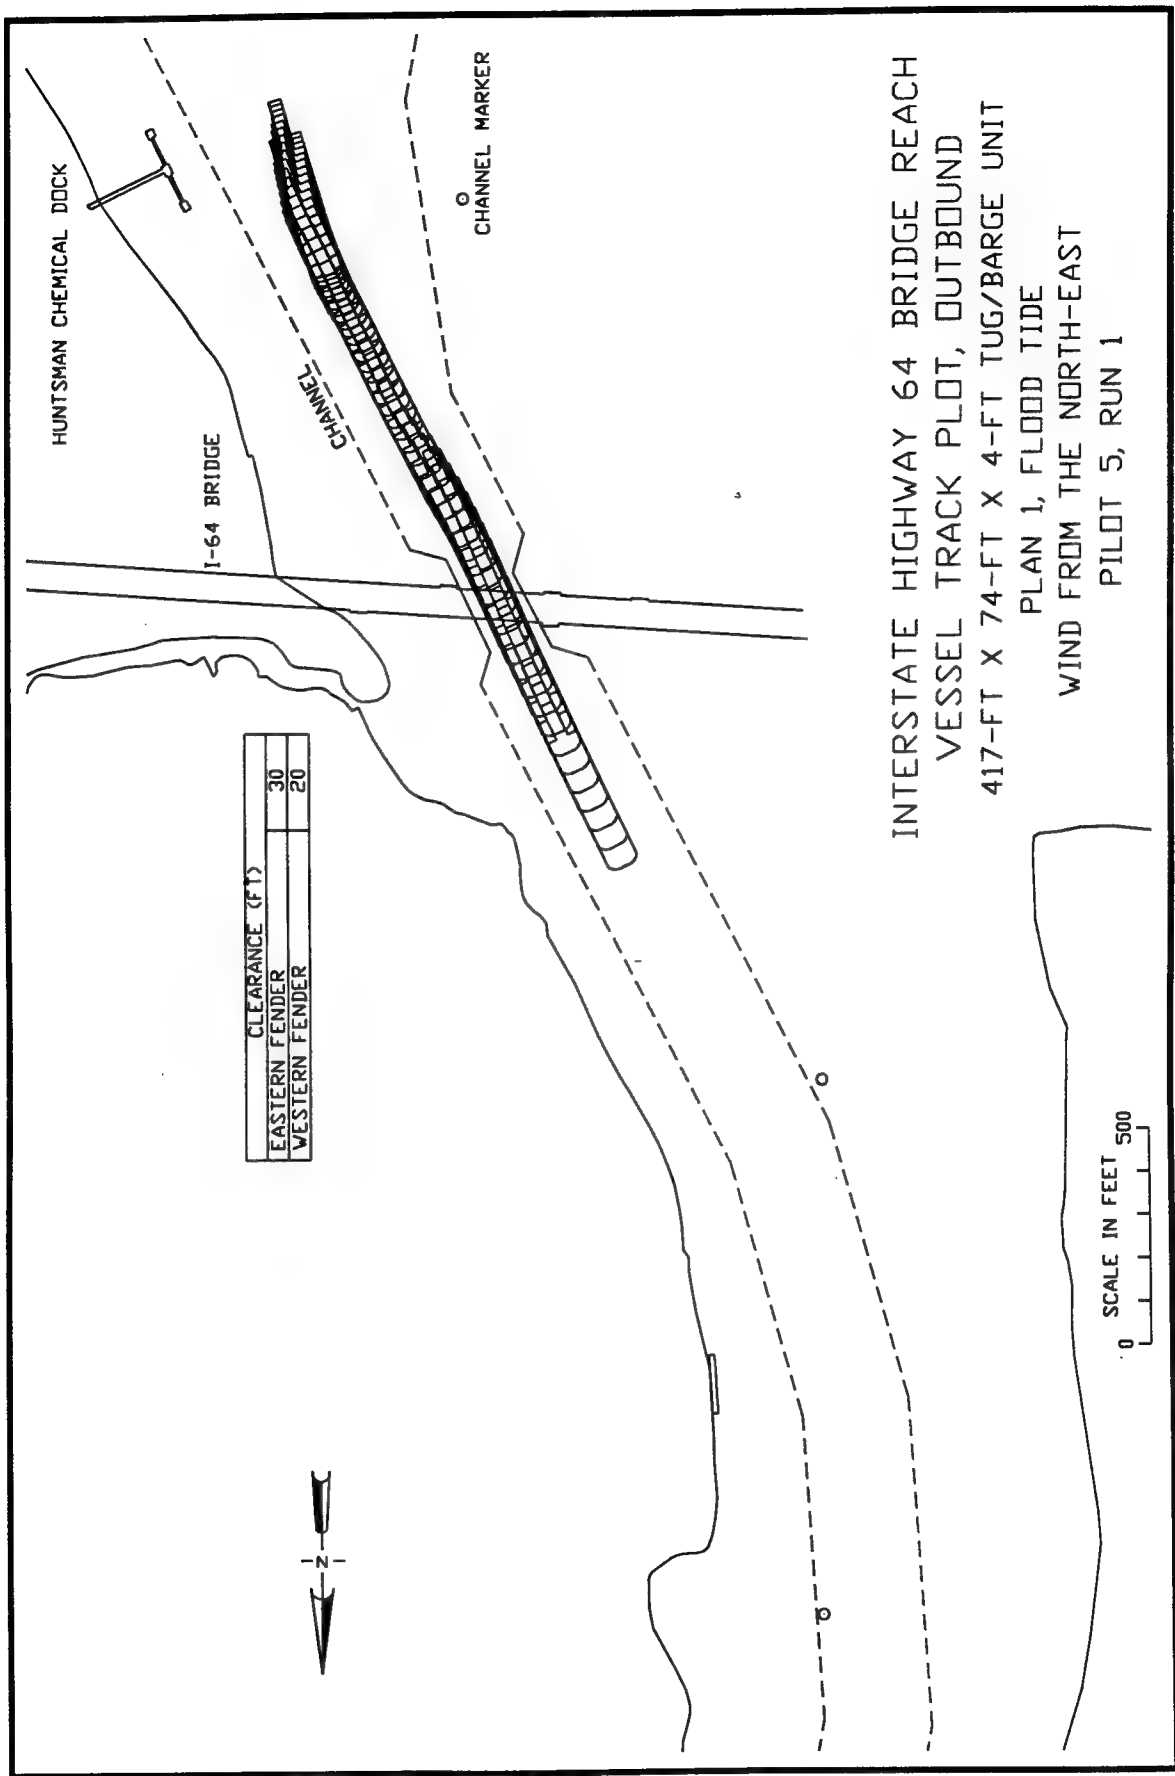 HUNTSMAN CHEMICAL DOCK
I-64 BRIDGE
CHANNEL
CHANNEL MARKER
CLEARANCE (FT)
EASTERN FENDER 30
WESTERN FENDER 20
N
INTERSTATE HIGHWAY 64 BRIDGE REACH
VESSEL TRACK PLOT, OUTBOUND
417-FT X 74-FT X 4-FT TUG/BARGE UNIT
PLAN 1, FLOOD TIDE
WIND FROM THE NORTH-EAST
PILOT 5, RUN 1
SCALE IN FEET
0 500